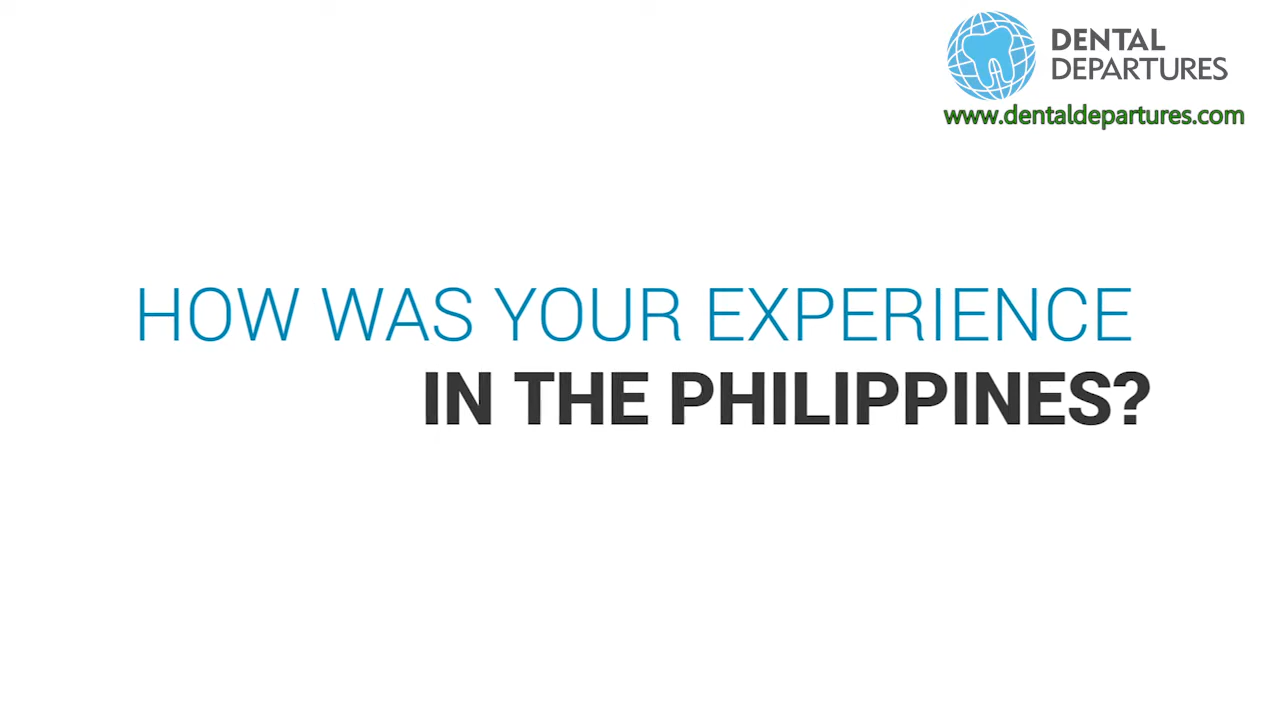 DENTAL
DEPARTURES
www.dentaldepartures.com
HOW WAS YOUR EXPERIENCE
IN THE PHILIPPINES?